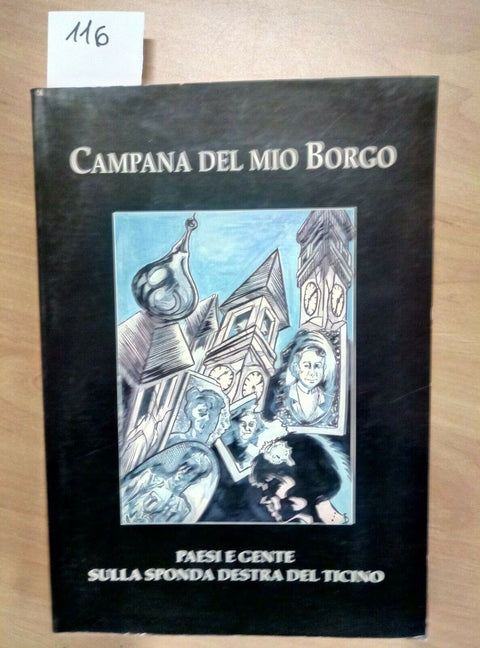 116
CAMPANA DEL MIO BORGO
PAESI E GENTE
SULLA SPONDA DESTRA DEL TICINO